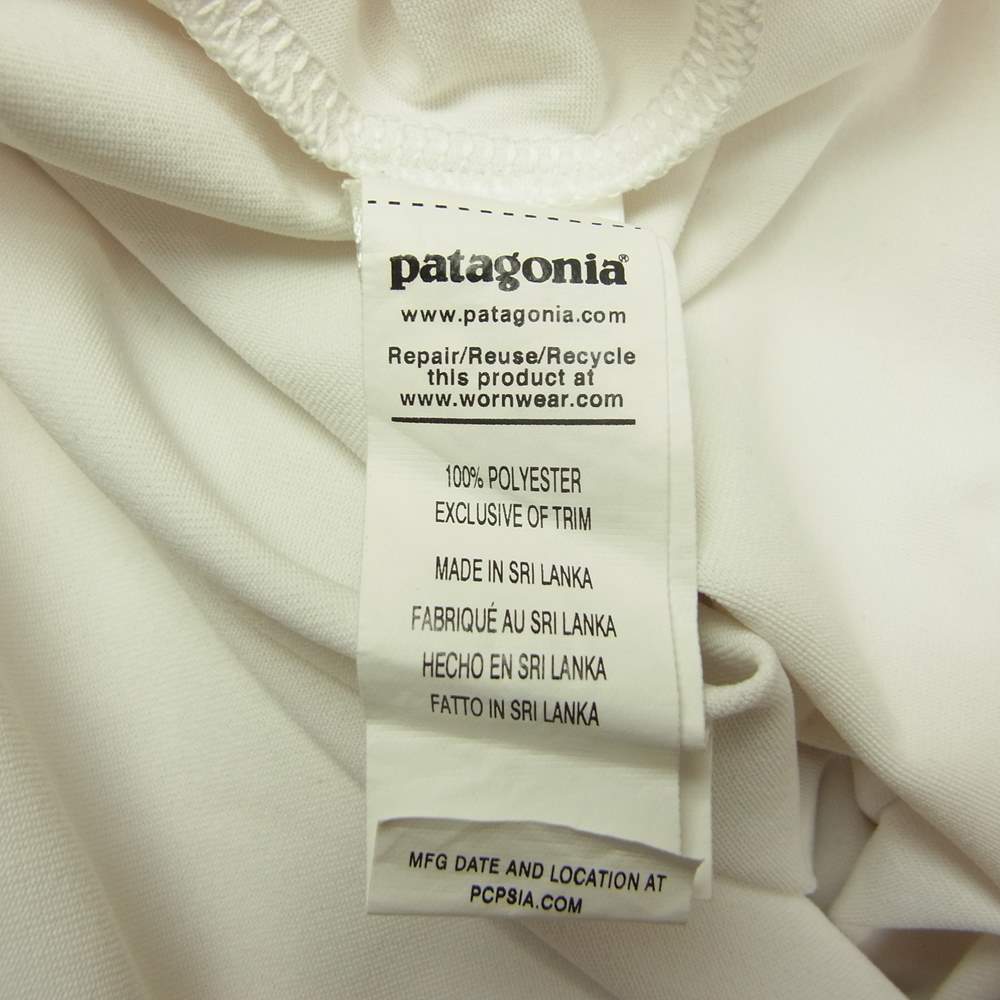 patagonia®
www.patagonia.com
Repair/Reuse/Recycle
this product at
www.wornwear.com
100% POLYESTER
EXCLUSIVE OF TRIM
MADE IN SRI LANKA
FABRIQUÉ AU SRI LANKA
HECHO EN SRI LANKA
FATTO IN SRI LANKA
MFG DATE AND LOCATION AT
PCPSIA.COM